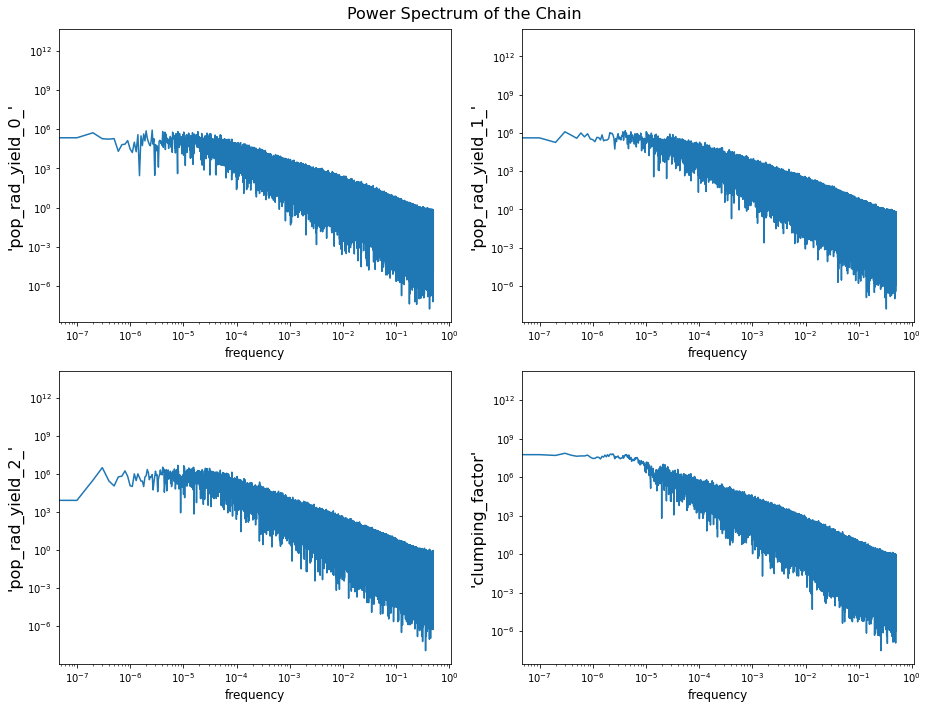 Power Spectrum of the Chain
'pop_rad_yield_0_'
10^12
10^9
10^6
10^3
10^0
10^-3
10^-6
10^-7 10^-6 10^-5 10^-4 10^-3 10^-2 10^-1 10^0
frequency
'pop_rad_yield_1_'
10^12
10^9
10^6
10^3
10^0
10^-3
10^-6
10^-7 10^-6 10^-5 10^-4 10^-3 10^-2 10^-1 10^0
frequency
'pop_rad_yield_2_'
10^12
10^9
10^6
10^3
10^0
10^-3
10^-6
10^-7 10^-6 10^-5 10^-4 10^-3 10^-2 10^-1 10^0
frequency
'clumping_factor'
10^12
10^9
10^6
10^3
10^0
10^-3
10^-6
10^-7 10^-6 10^-5 10^-4 10^-3 10^-2 10^-1 10^0
frequency